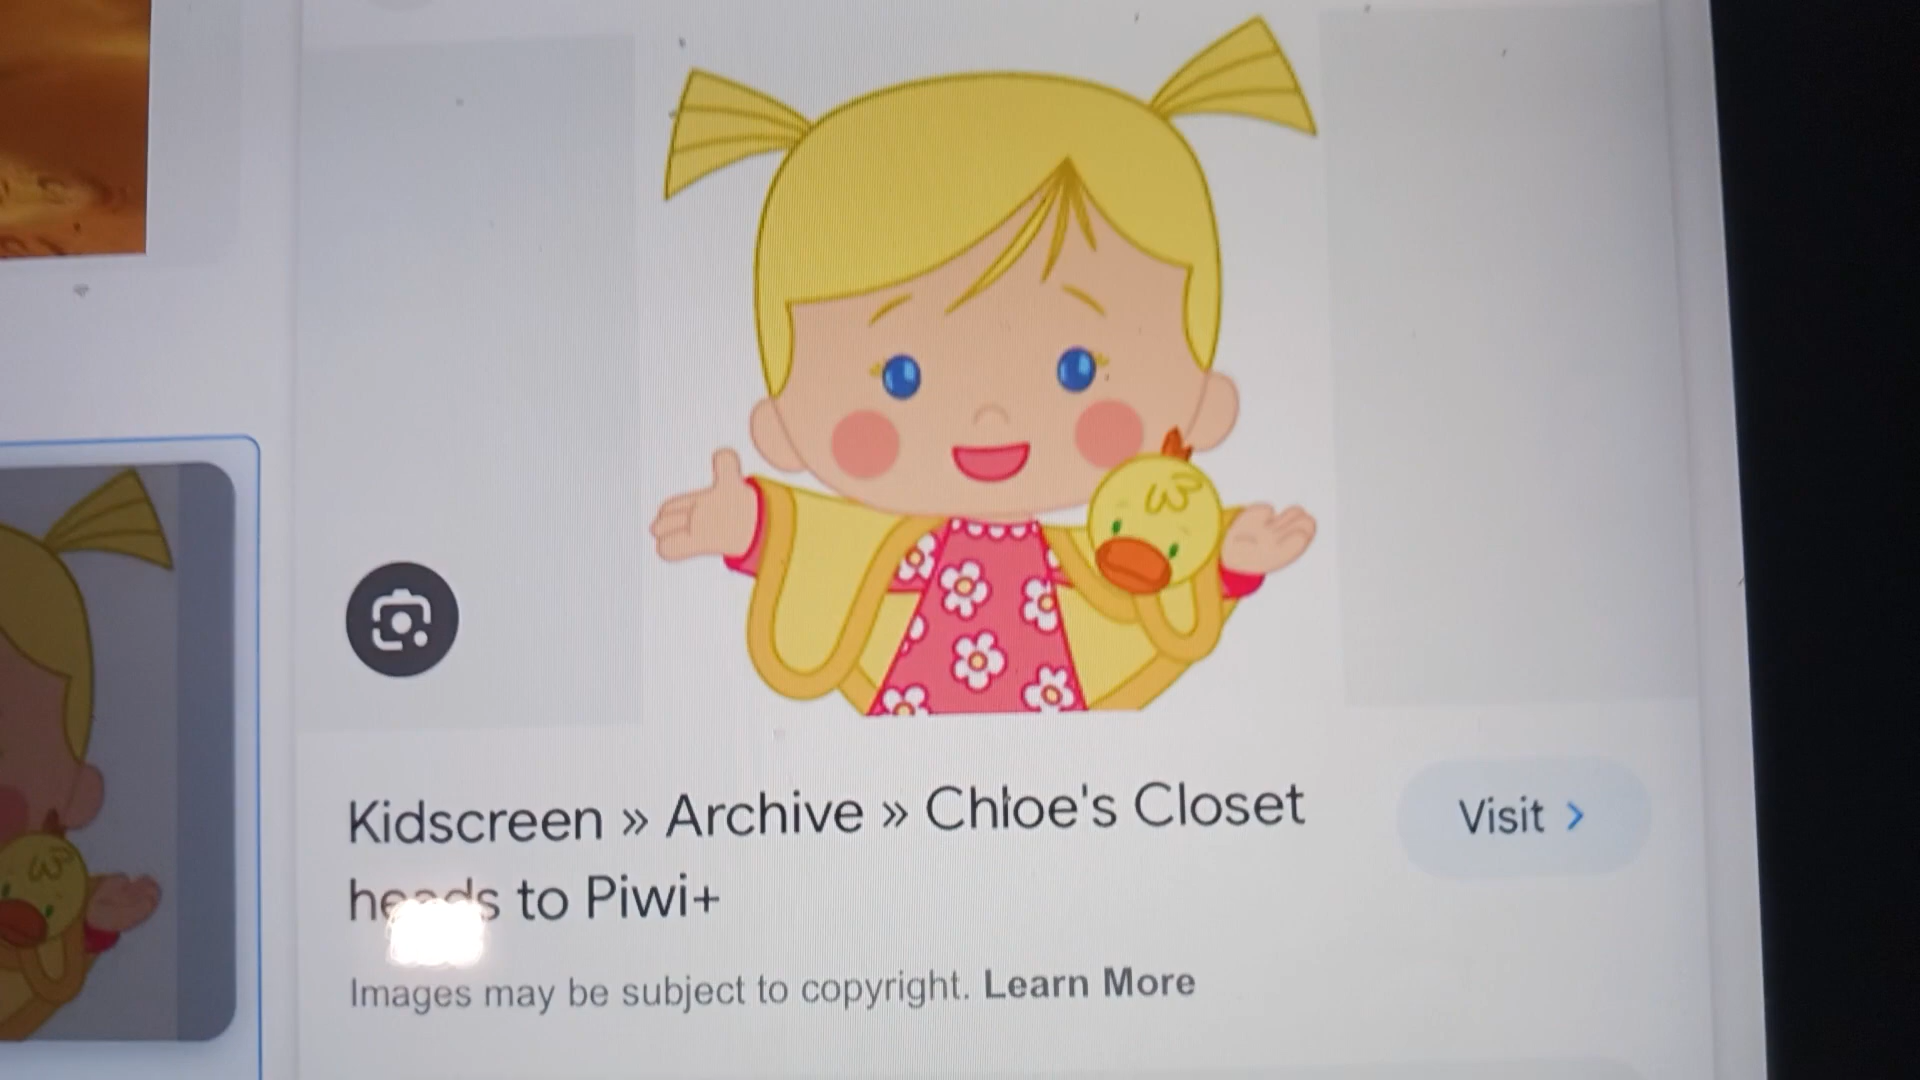 Kidscreen » Archive » Chloe's Closet
heads to Piwi+
Visit >
Images may be subject to copyright. Learn More